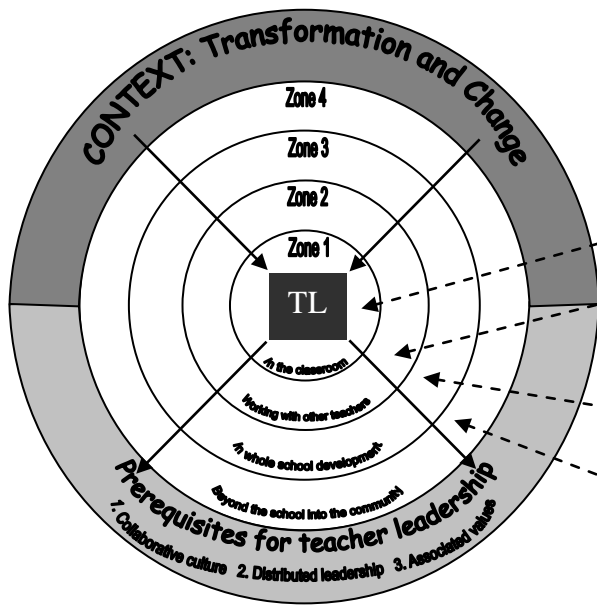 CONTEXT: Transformation and Change
Zone 4
Zone 3
Zone 2
Zone 1
TL
In the classroom
Working with other teachers
In whole school development
Beyond the school into the community
Prerequisites for teacher leadership
1. Collaborative culture 2. Distributed leadership 3. Associated values